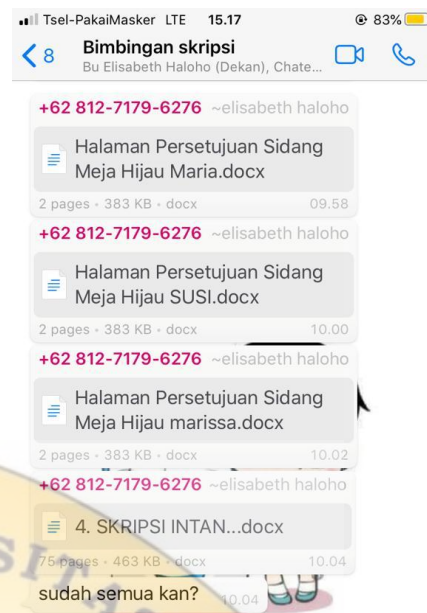 Tsel-PakaiMasker LTE 15.17 83%
8 Bimbingan skripsi
Bu Elisabeth Haloho (Dekan), Chate...
+62 812-7179-6276 ~elisabeth haloho
Halaman Persetujuan Sidang
Meja Hijau Maria.docx
2 pages • 383 KB • docx 09.58
+62 812-7179-6276 ~elisabeth haloho
Halaman Persetujuan Sidang
Meja Hijau SUSI.docx
2 pages • 383 KB • docx 10.00
+62 812-7179-6276 ~elisabeth haloho
Halaman Persetujuan Sidang
Meja Hijau marissa.docx
2 pages • 383 KB • docx 10.02
+62 812-7179-6276 ~elisabeth haloho
4. SKRIPSI INTAN...docx
75 pages • 463 KB • docx 10.04
sudah semua kan? 10.04
SITAS